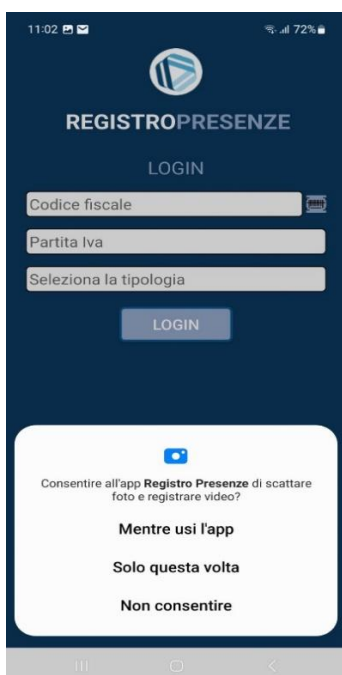 11:02 72%
REGISTROPRESENZE
LOGIN
Codice fiscale
Partita Iva
Seleziona la tipologia
LOGIN
Consentire all'app Registro Presenze di scattare
foto e registrare video?
Mentre usi l'app
Solo questa volta
Non consentire